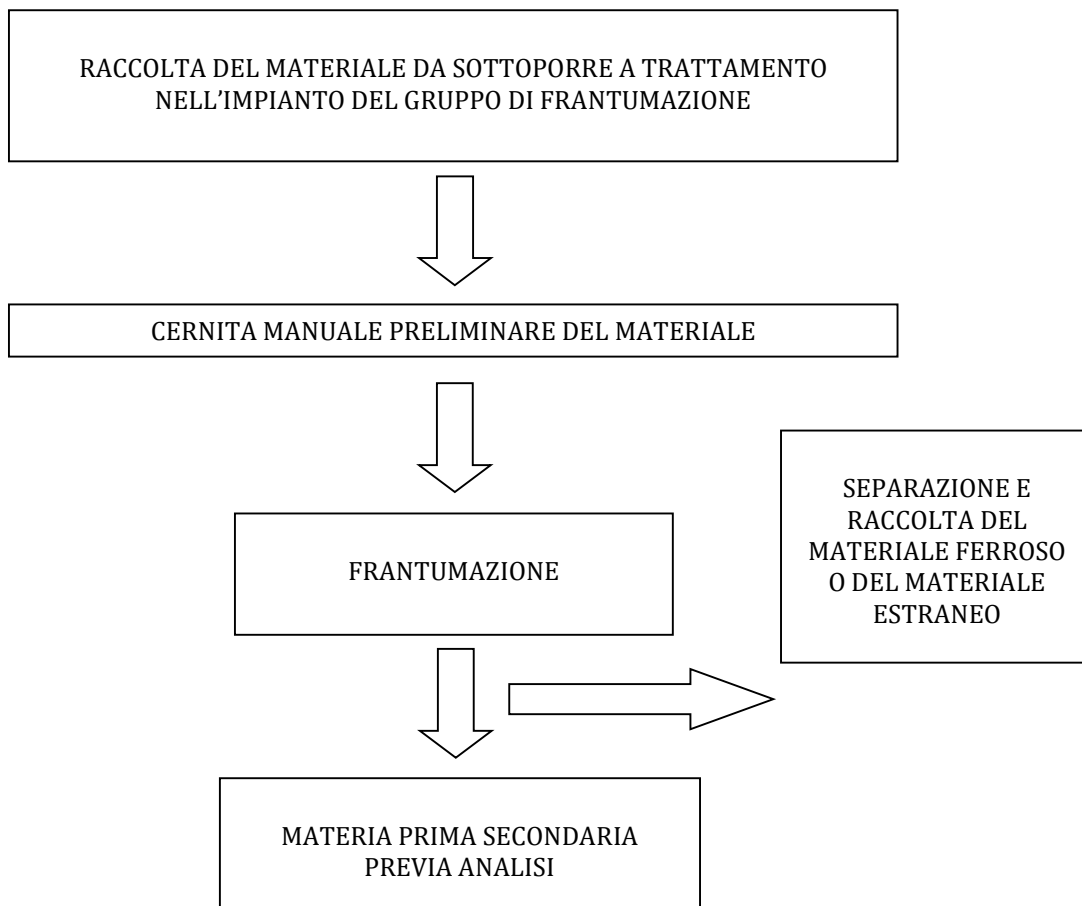 RACCOLTA DEL MATERIALE DA SOTTOPORRE A TRATTAMENTO
NELL’IMPIANTO DEL GRUPPO DI FRANTUMAZIONE
CERNITA MANUALE PRELIMINARE DEL MATERIALE
FRANTUMAZIONE
SEPARAZIONE E
RACCOLTA DEL
MATERIALE FERROSO
O DEL MATERIALE
ESTRANEO
MATERIA PRIMA SECONDARIA
PREVIA ANALISI